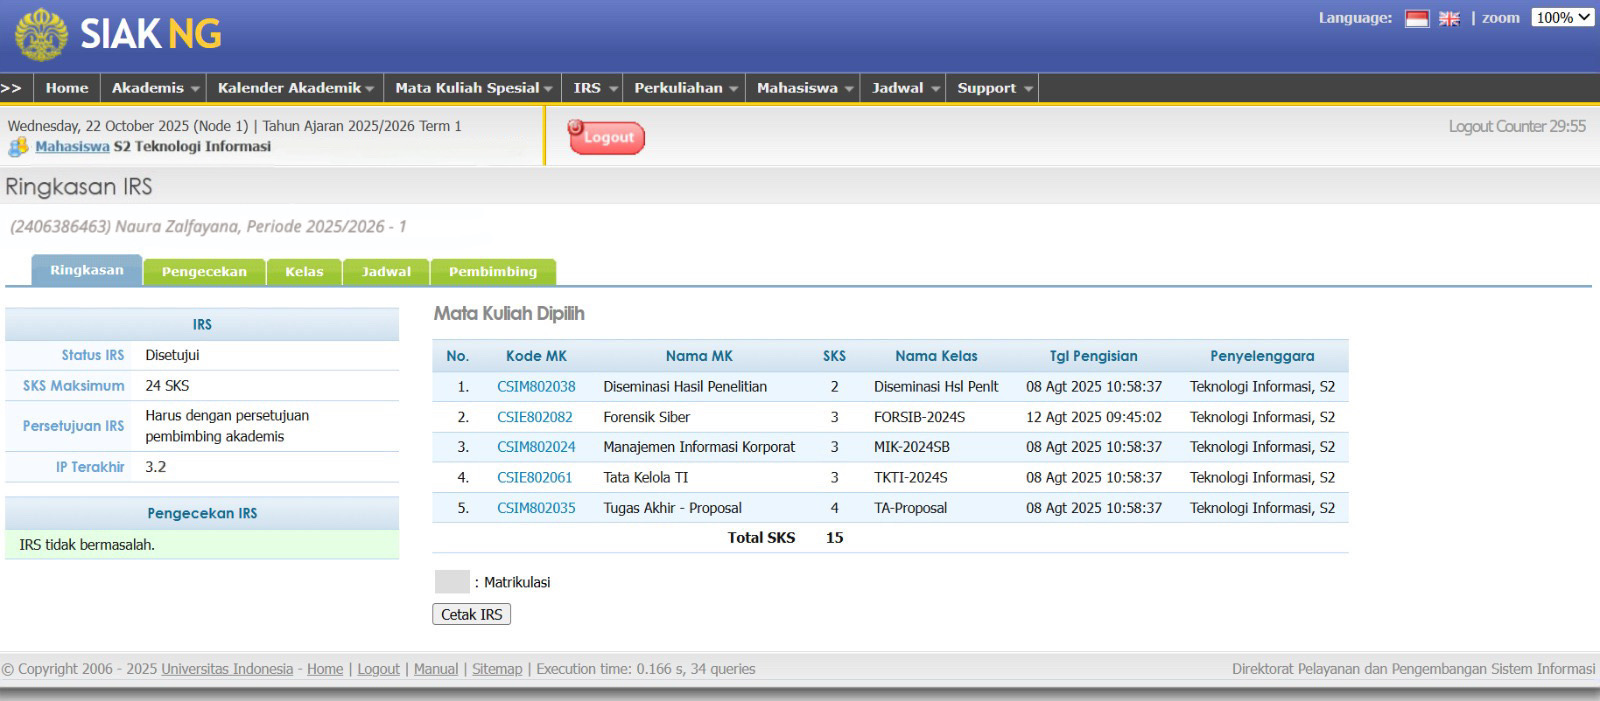 SIAK NG
Language: | zoom 100%
>> Home Akademis Kalender Akademik Mata Kuliah Spesial IRS Perkuliahan Mahasiswa Jadwal Support
Wednesday, 22 October 2025 (Node 1) | Tahun Ajaran 2025/2026 Term 1
Mahasiswa S2 Teknologi Informasi
Logout
Logout Counter 29:55
Ringkasan IRS
(2406386463) Naura Zalfayana, Periode 2025/2026 - 1
Ringkasan Pengecekan Kelas Jadwal Pembimbing
IRS
Status IRS Disetujui
SKS Maksimum 24 SKS
Persetujuan IRS Harus dengan persetujuan
pembimbing akademis
IP Terakhir 3.2
Pengecekan IRS
IRS tidak bermasalah.
Mata Kuliah Dipilih
No. Kode MK Nama MK SKS Nama Kelas Tgl Pengisian Penyelenggara
1. CSIM802038 Diseminasi Hasil Penelitian 2 Diseminasi Hsl Penlt 08 Agt 2025 10:58:37 Teknologi Informasi, S2
2. CSIE802082 Forensik Siber 3 FORSIB-2024S 12 Agt 2025 09:45:02 Teknologi Informasi, S2
3. CSIM802024 Manajemen Informasi Korporat 3 MIK-2024SB 08 Agt 2025 10:58:37 Teknologi Informasi, S2
4. CSIE802061 Tata Kelola TI 3 TKTI-2024S 08 Agt 2025 10:58:37 Teknologi Informasi, S2
5. CSIM802035 Tugas Akhir - Proposal 4 TA-Proposal 08 Agt 2025 10:58:37 Teknologi Informasi, S2
Total SKS 15
: Matrikulasi
Cetak IRS
© Copyright 2006 - 2025 Universitas Indonesia - Home | Logout | Manual | Sitemap | Execution time: 0.166 s, 34 queries
Direktorat Pelayanan dan Pengembangan Sistem Informasi